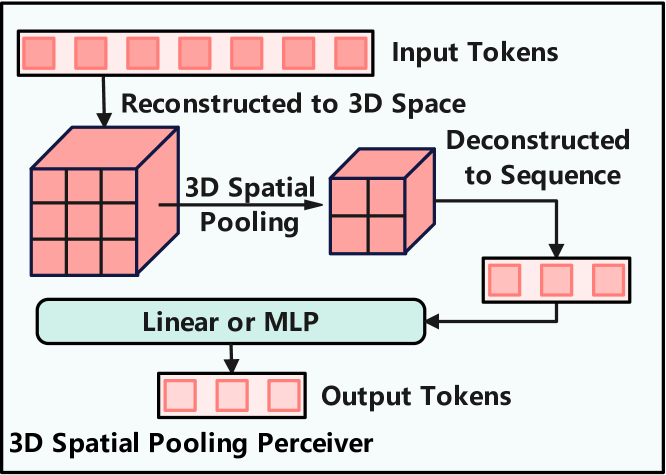 Input Tokens
Reconstructed to 3D Space
3D Spatial
Pooling
Deconstructed
to Sequence
Linear or MLP
Output Tokens
3D Spatial Pooling Perceiver